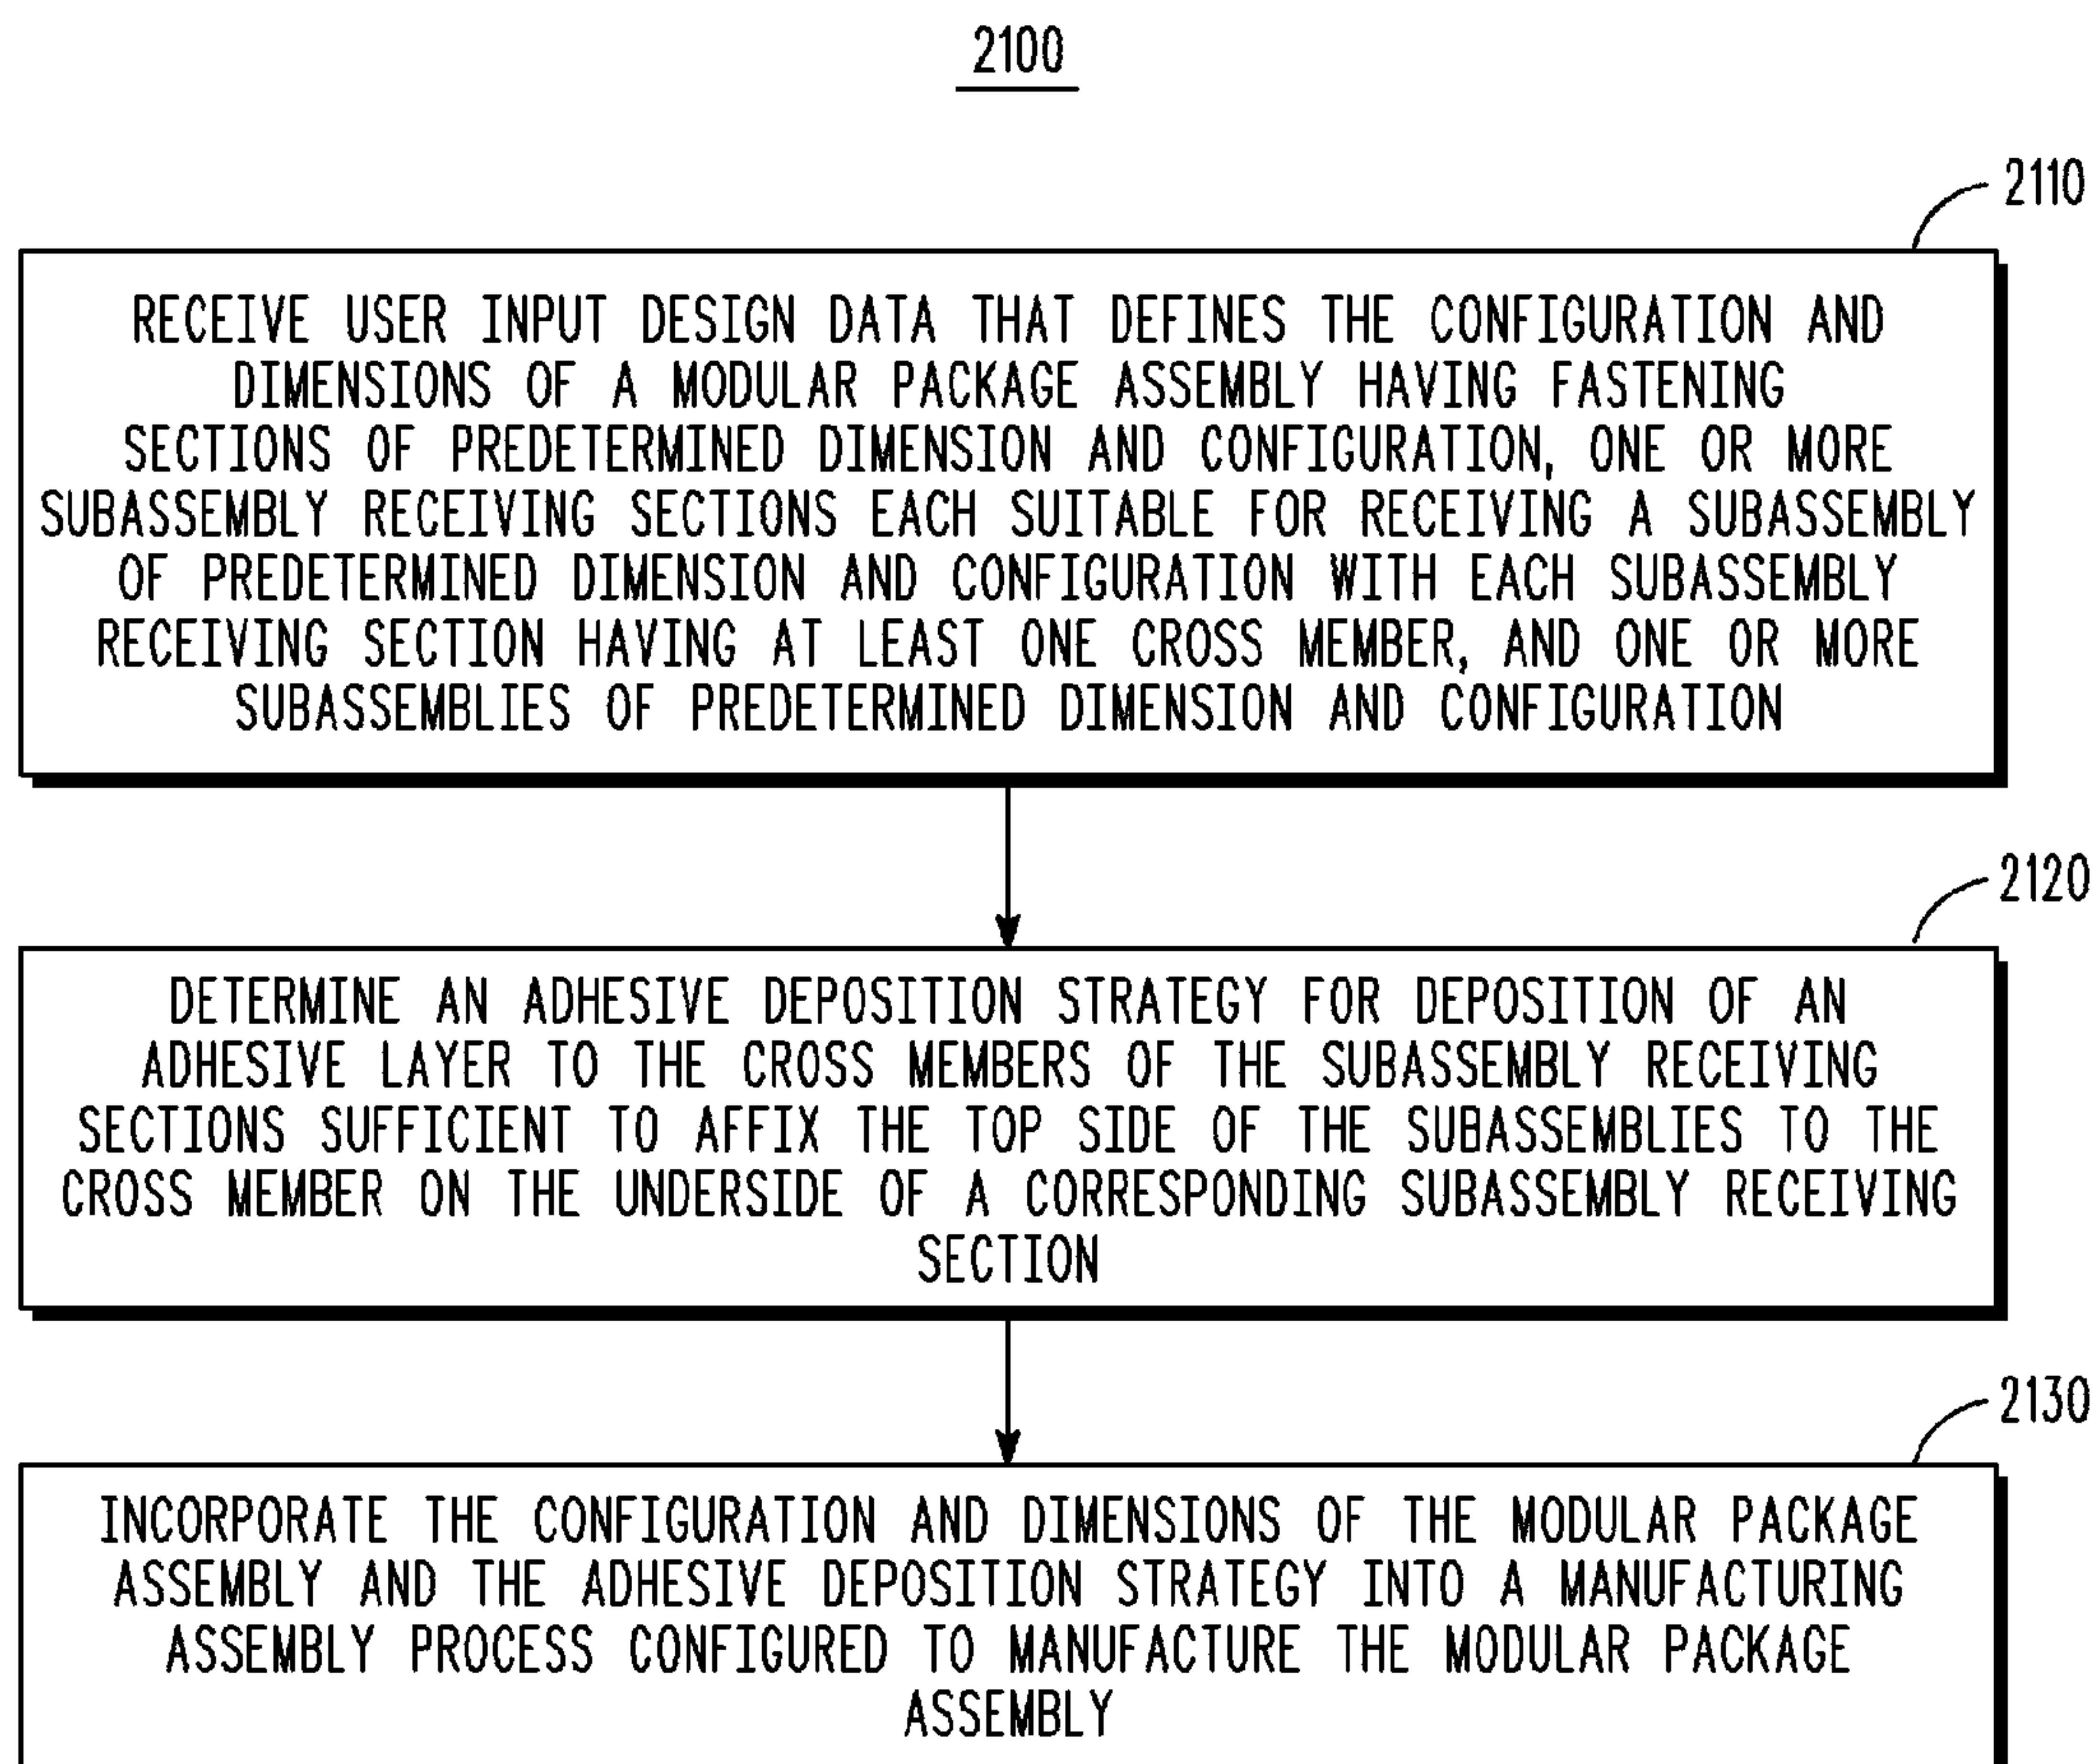 2100
2110
RECEIVE USER INPUT DESIGN DATA THAT DEFINES THE CONFIGURATION AND
DIMENSIONS OF A MODULAR PACKAGE ASSEMBLY HAVING FASTENING
SECTIONS OF PREDETERMINED DIMENSION AND CONFIGURATION, ONE OR MORE
SUBASSEMBLY RECEIVING SECTIONS EACH SUITABLE FOR RECEIVING A SUBASSEMBLY
OF PREDETERMINED DIMENSION AND CONFIGURATION WITH EACH SUBASSEMBLY
RECEIVING SECTION HAVING AT LEAST ONE CROSS MEMBER, AND ONE OR MORE
SUBASSEMBLIES OF PREDETERMINED DIMENSION AND CONFIGURATION
2120
DETERMINE AN ADHESIVE DEPOSITION STRATEGY FOR DEPOSITION OF AN
ADHESIVE LAYER TO THE CROSS MEMBERS OF THE SUBASSEMBLY RECEIVING
SECTIONS SUFFICIENT TO AFFIX THE TOP SIDE OF THE SUBASSEMBLIES TO THE
CROSS MEMBER ON THE UNDERSIDE OF A CORRESPONDING SUBASSEMBLY RECEIVING
SECTION
2130
INCORPORATE THE CONFIGURATION AND DIMENSIONS OF THE MODULAR PACKAGE
ASSEMBLY AND THE ADHESIVE DEPOSITION STRATEGY INTO A MANUFACTURING
ASSEMBLY PROCESS CONFIGURED TO MANUFACTURE THE MODULAR PACKAGE
ASSEMBLY